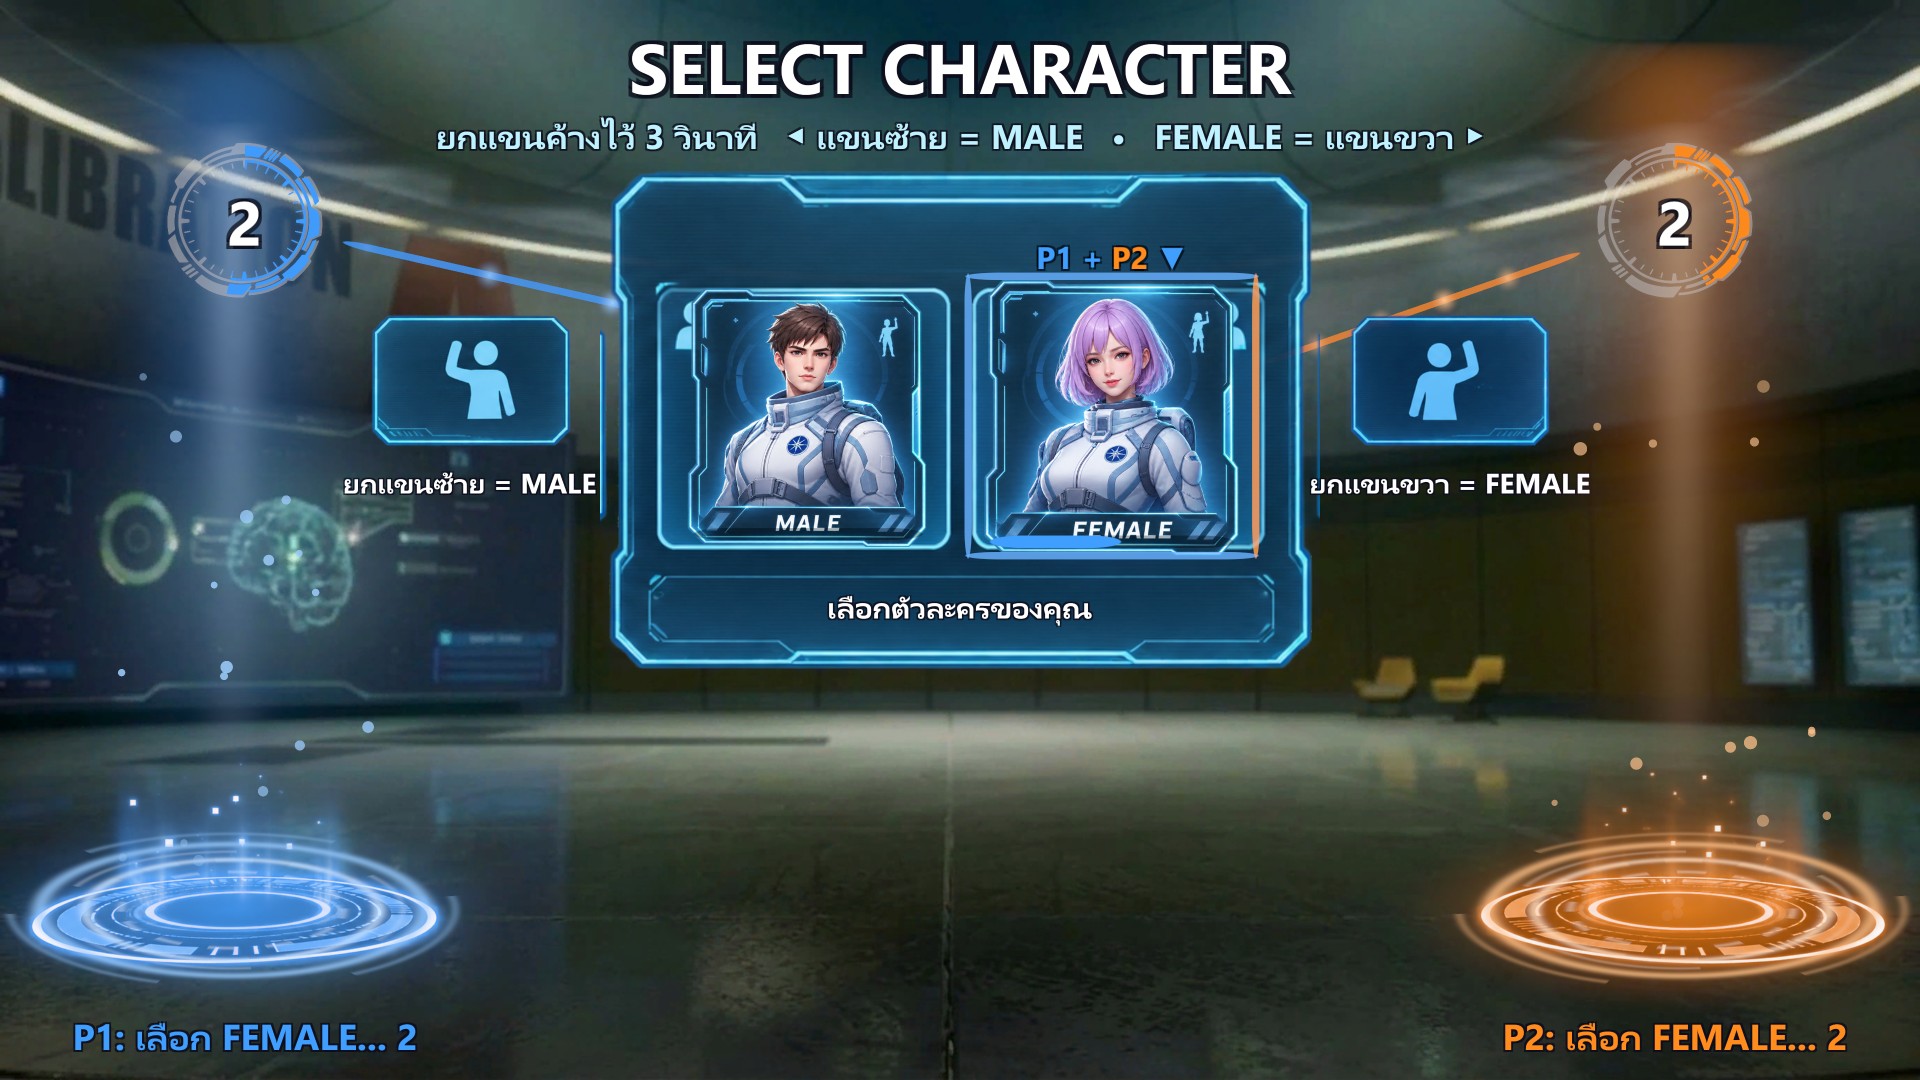 SELECT CHARACTER
ยกแขนค้างไว้ 3 วินาที ◄ แขนซ้าย = MALE • FEMALE = แขนขวา ►
2
2
P1 + P2 ▼
ยกแขนซ้าย = MALE
ยกแขนขวา = FEMALE
MALE
FEMALE
เลือกตัวละครของคุณ
P1: เลือก FEMALE... 2
P2: เลือก FEMALE... 2